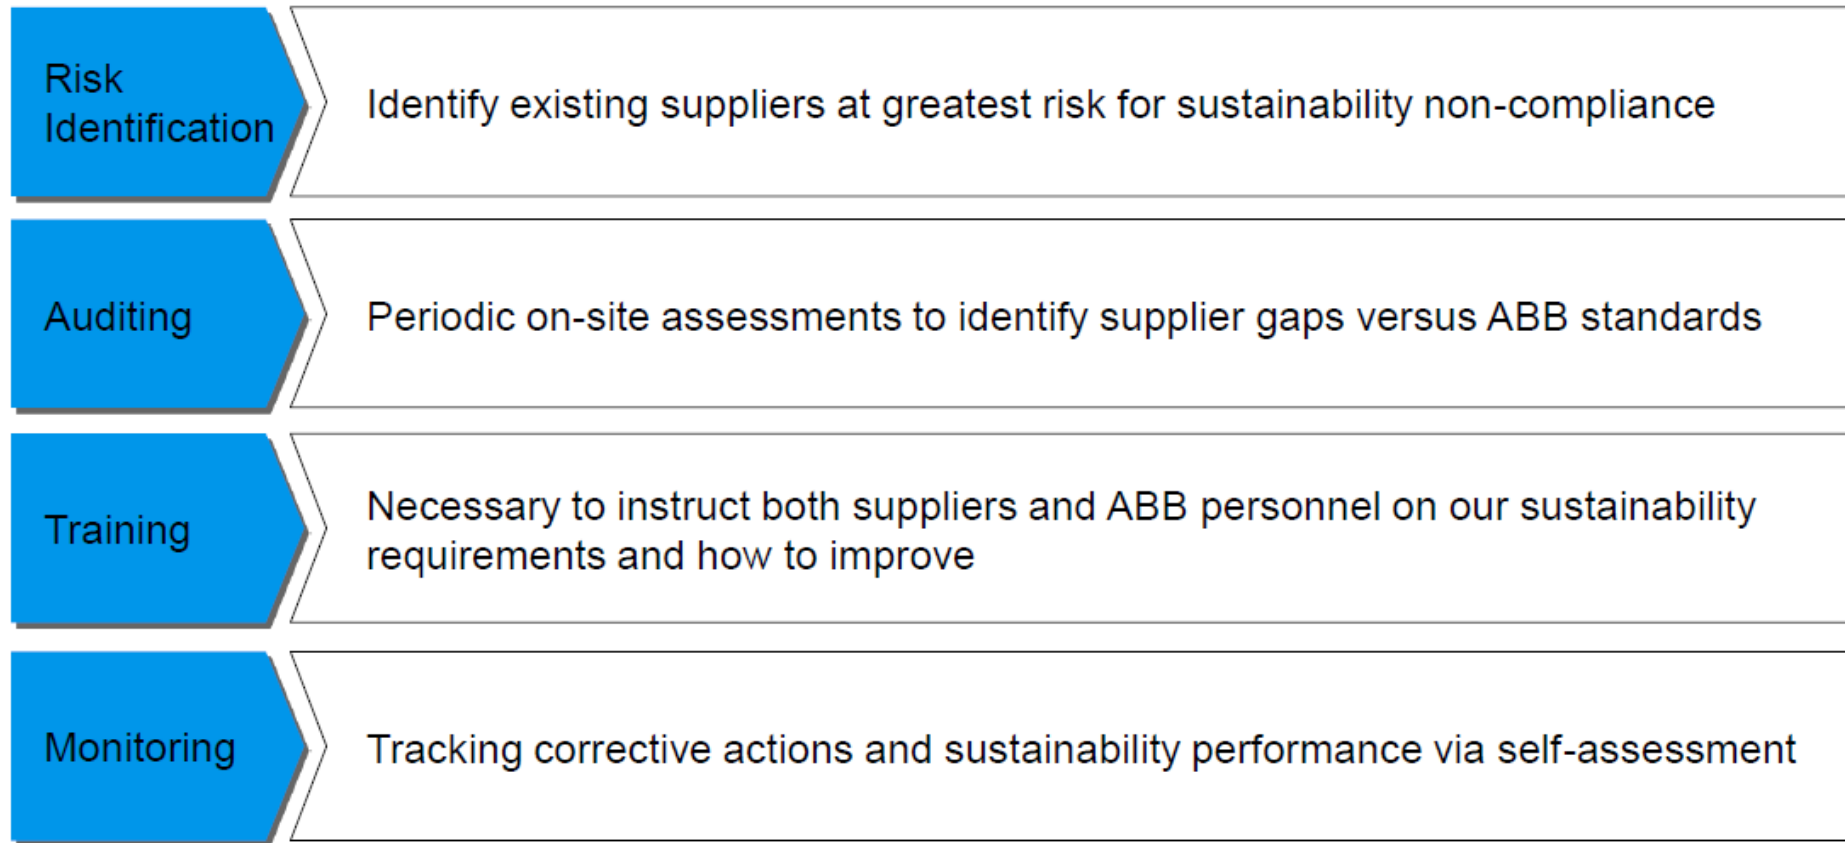 Risk
Identification
Identify existing suppliers at greatest risk for sustainability non-compliance
Auditing
Periodic on-site assessments to identify supplier gaps versus ABB standards
Training
Necessary to instruct both suppliers and ABB personnel on our sustainability
requirements and how to improve
Monitoring
Tracking corrective actions and sustainability performance via self-assessment